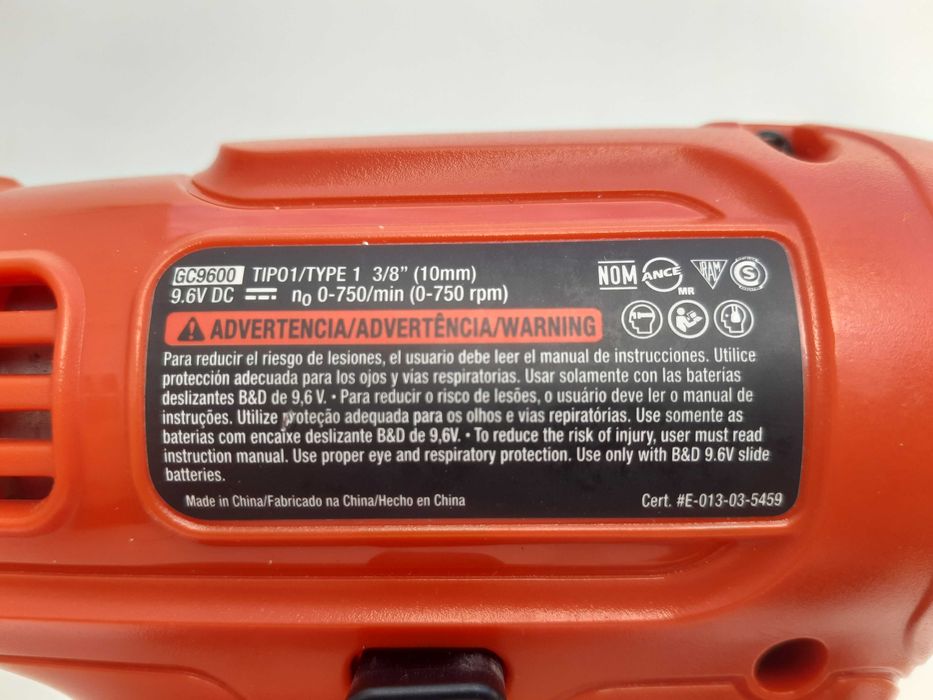 GC9600 TIPO1/TYPE 1 3/8" (10mm)
9.6V DC n0 0-750/min (0-750 rpm)
NOM ANCE MR IRAM S
ADVERTENCIA/ADVERTÊNCIA/WARNING
Para reducir el riesgo de lesiones, el usuario debe leer el manual de instrucciones. Utilice
protección adecuada para los ojos y vias respiratorias. Usar solamente con las baterias
deslizantes B&D de 9,6 V. • Para reducir o risco de lesões, o usuário deve ler o manual de
instruções. Utilize proteção adequada para os olhos e vias repiratórias. Use somente as
baterias com encaixe deslizante B&D de 9,6V. • To reduce the risk of injury, user must read
instruction manual. Use proper eye and respiratory protection. Use only with B&D 9.6V slide
batteries.
Made in China/Fabricado na China/Hecho en China
Cert. #E-013-03-5459